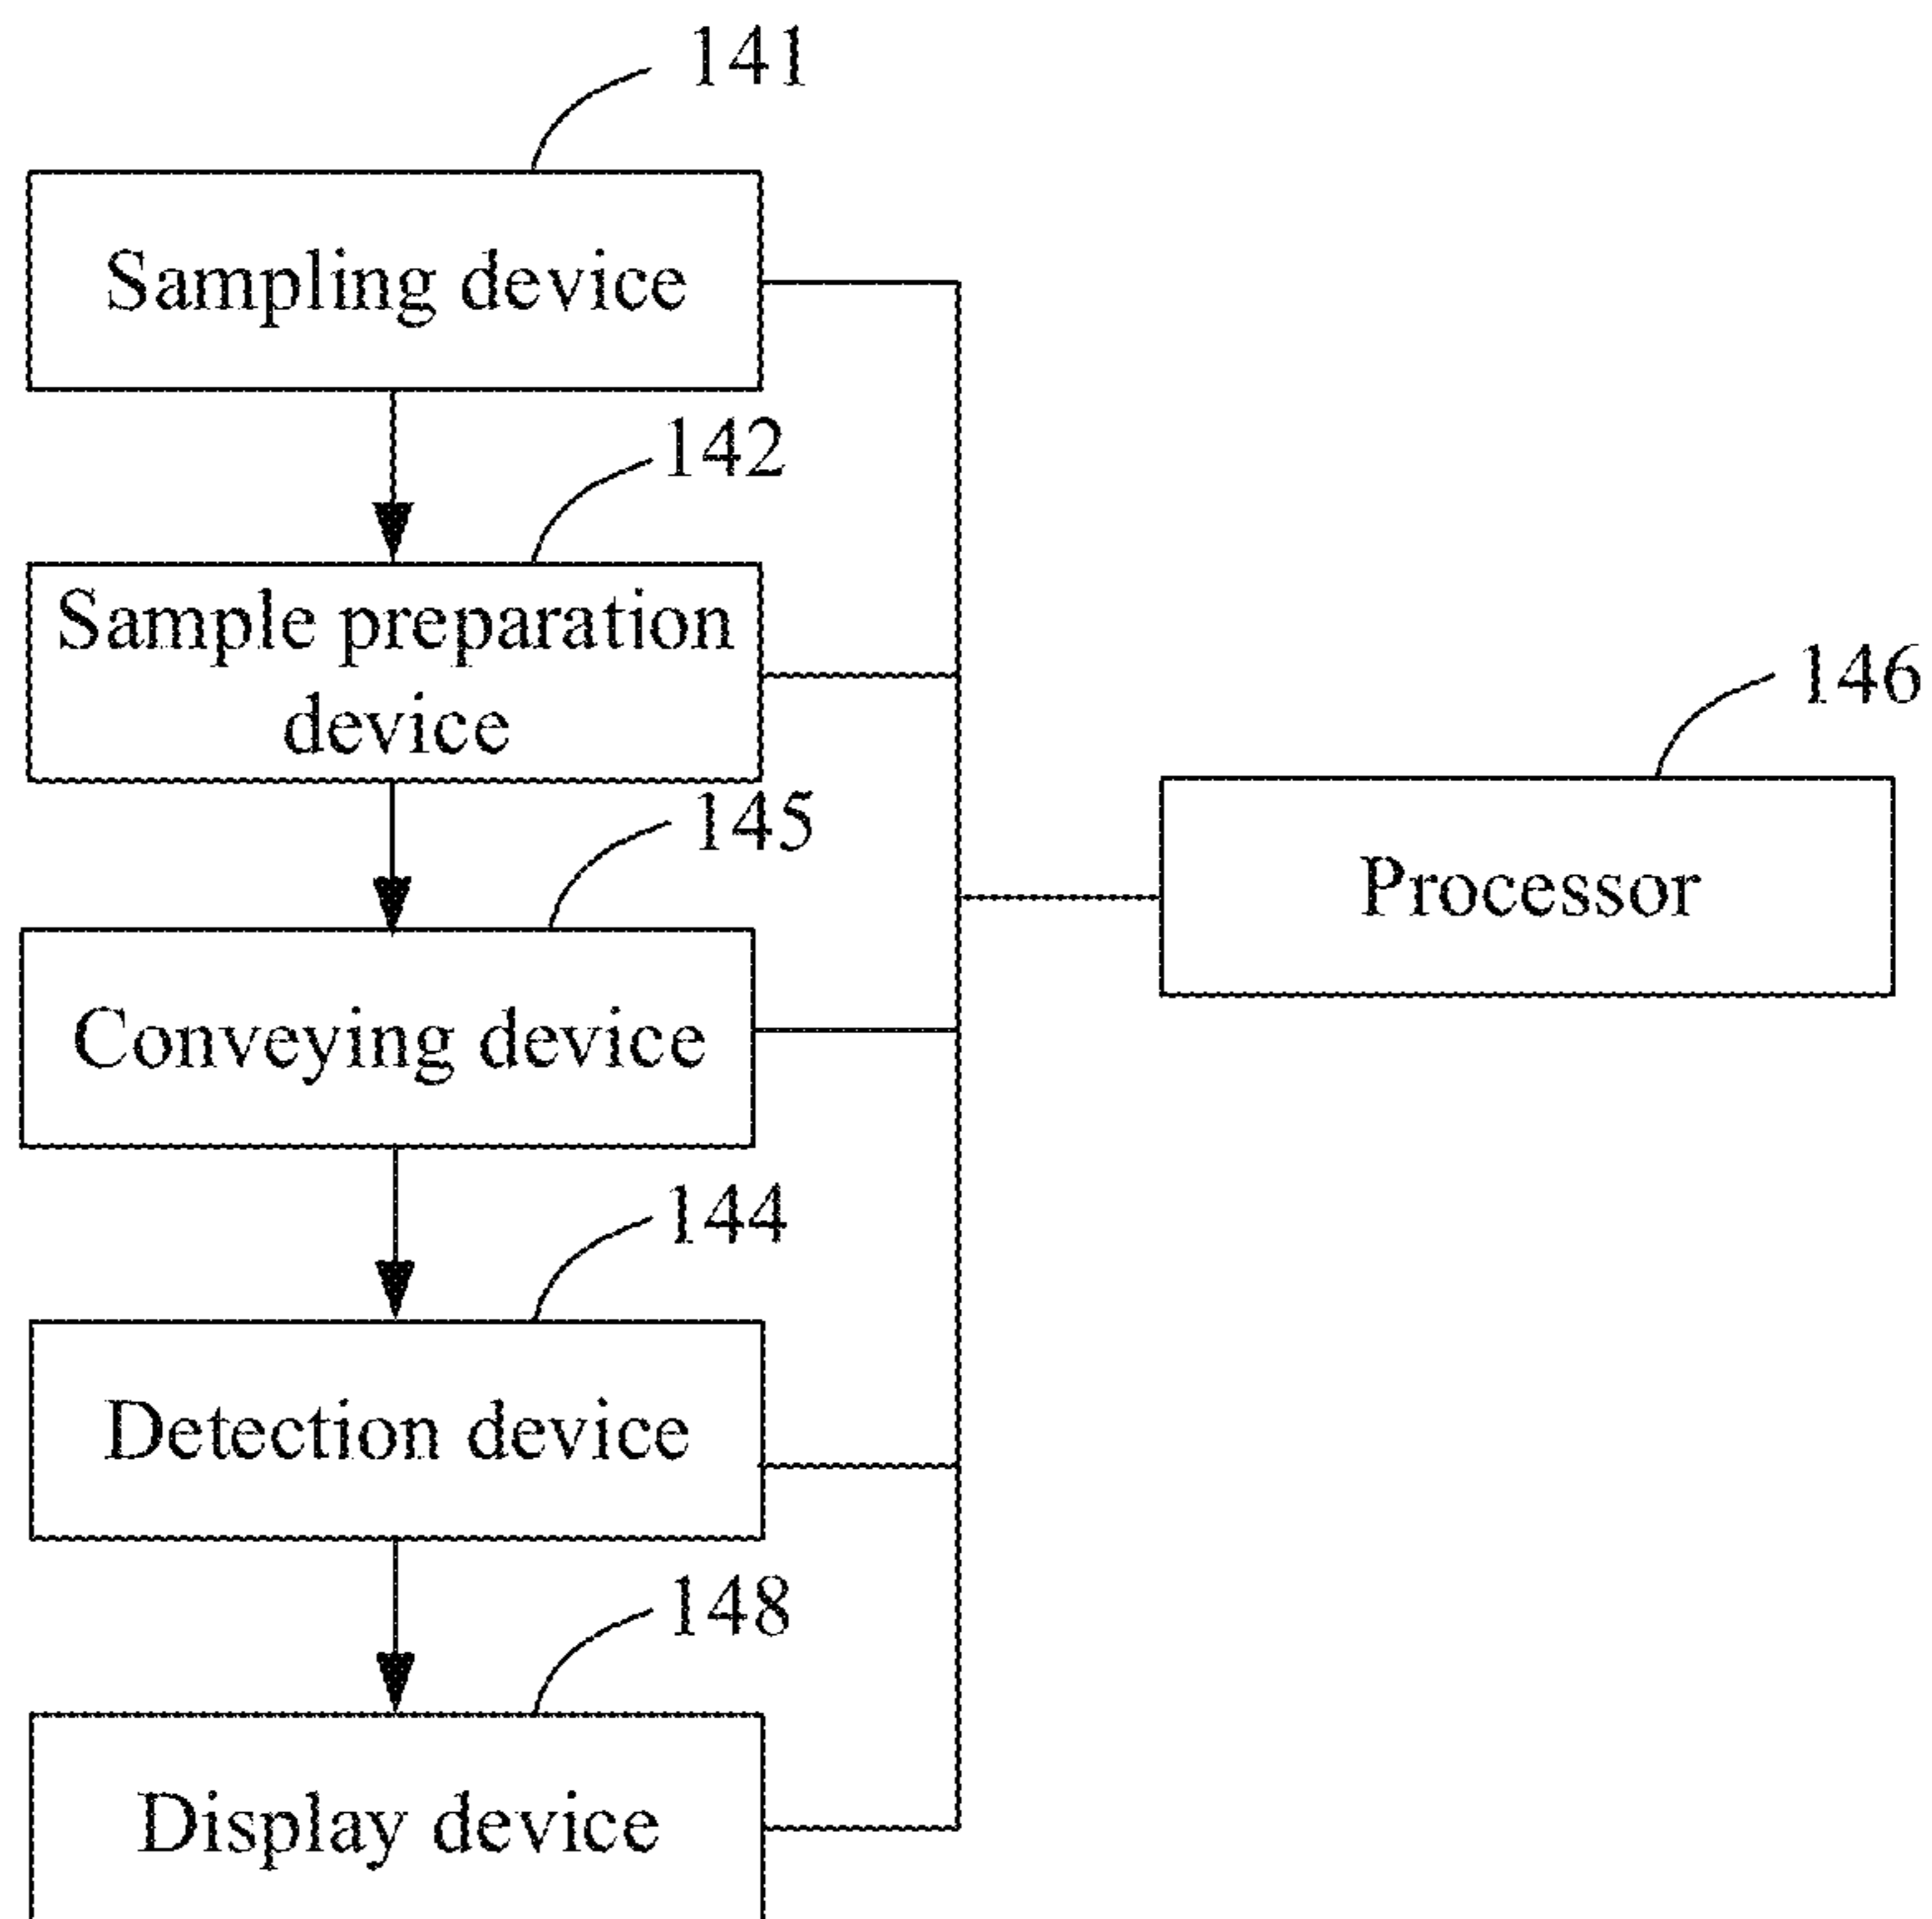 141
Sampling device
142
Sample preparation
device
146
145
Processor
Conveying device
144
Detection device
148
Display device